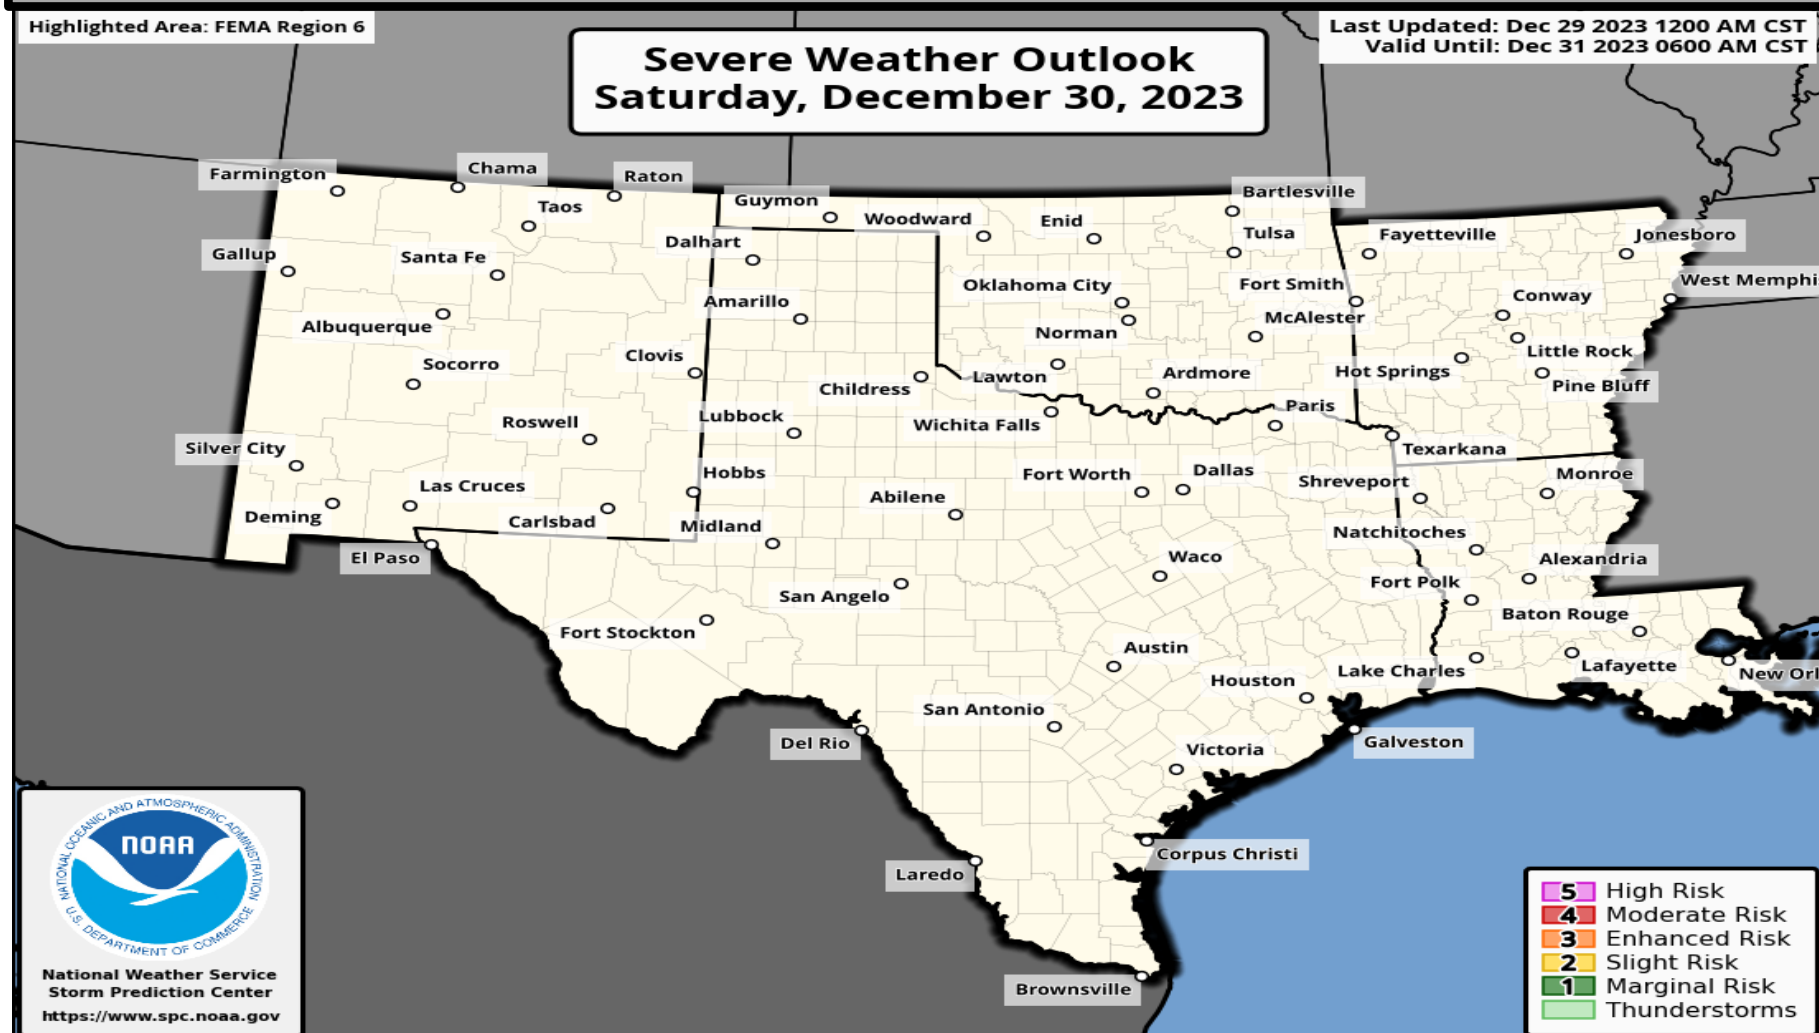 Highlighted Area: FEMA Region 6
Severe Weather Outlook
Saturday, December 30, 2023
Last Updated: Dec 29 2023 1200 AM CST
Valid Until: Dec 31 2023 0600 AM CST
Farmington
Chama
Raton
Taos
Guymon
Woodward
Enid
Bartlesville
Gallup
Santa Fe
Dalhart
Tulsa
Fayetteville
Jonesboro
Albuquerque
Amarillo
Oklahoma City
Fort Smith
Conway
West Memphi
Norman
McAlester
Socorro
Clovis
Childress
Lawton
Ardmore
Hot Springs
Little Rock
Pine Bluff
Roswell
Lubbock
Wichita Falls
Paris
Texarkana
Silver City
Las Cruces
Hobbs
Abilene
Fort Worth
Dallas
Shreveport
Monroe
Deming
Carlsbad
Midland
Natchitoches
El Paso
San Angelo
Waco
Fort Polk
Alexandria
Fort Stockton
Austin
Baton Rouge
Houston
Lake Charles
Lafayette
New Orl
Del Rio
San Antonio
Victoria
Galveston
Laredo
Corpus Christi
Brownsville
NATIONAL OCEANIC AND ATMOSPHERIC ADMINISTRATION
NOAA
U.S. DEPARTMENT OF COMMERCE
National Weather Service
Storm Prediction Center
https://www.spc.noaa.gov
5 High Risk
4 Moderate Risk
3 Enhanced Risk
2 Slight Risk
1 Marginal Risk
Thunderstorms